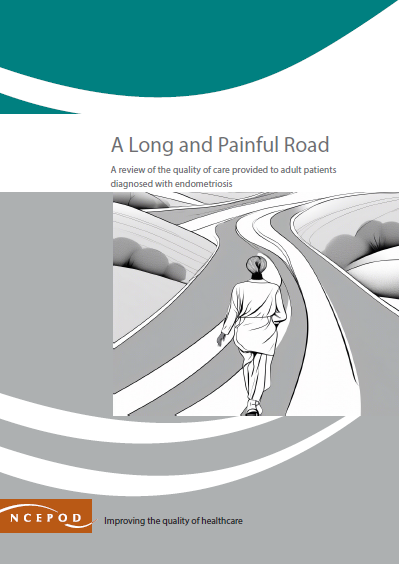 A Long and Painful Road
A review of the quality of care provided to adult patients
diagnosed with endometriosis
NCEPOD
Improving the quality of healthcare